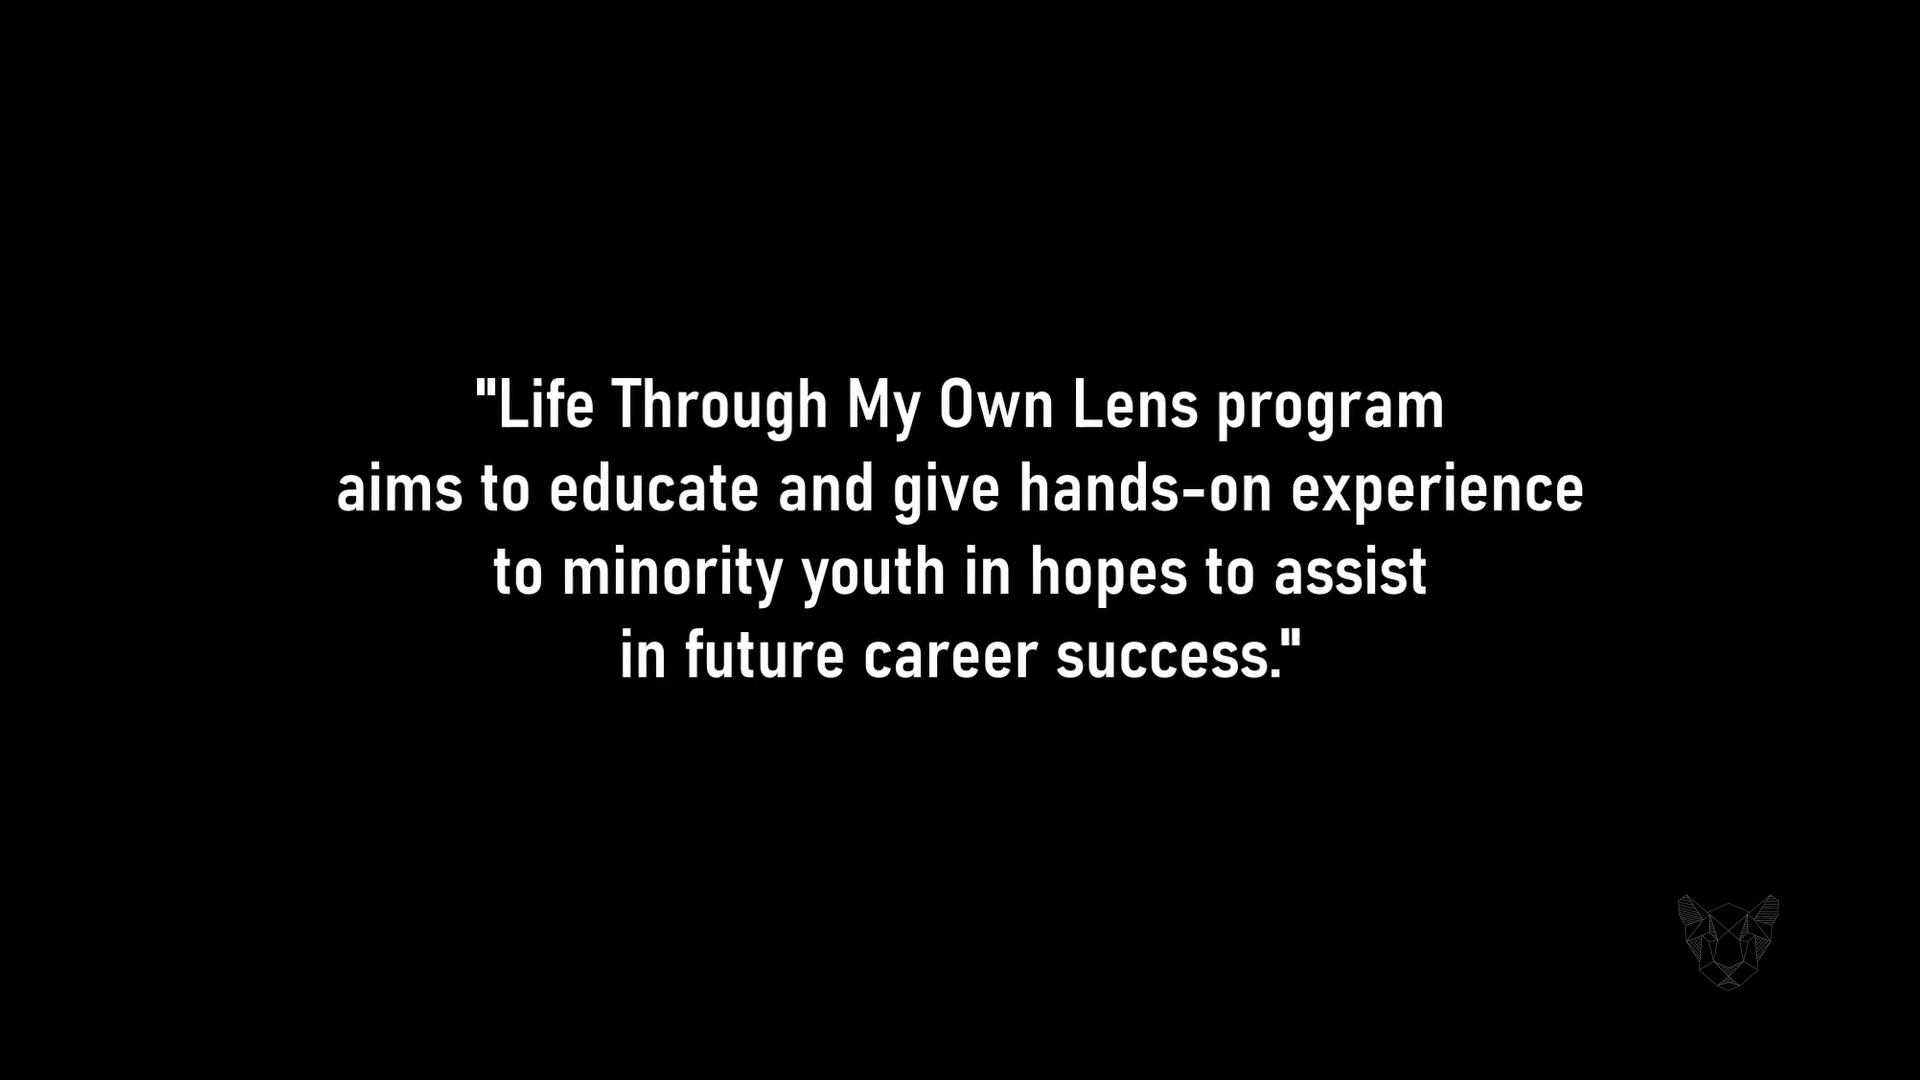 "Life Through My Own Lens program
aims to educate and give hands-on experience
to minority youth in hopes to assist
in future career success."